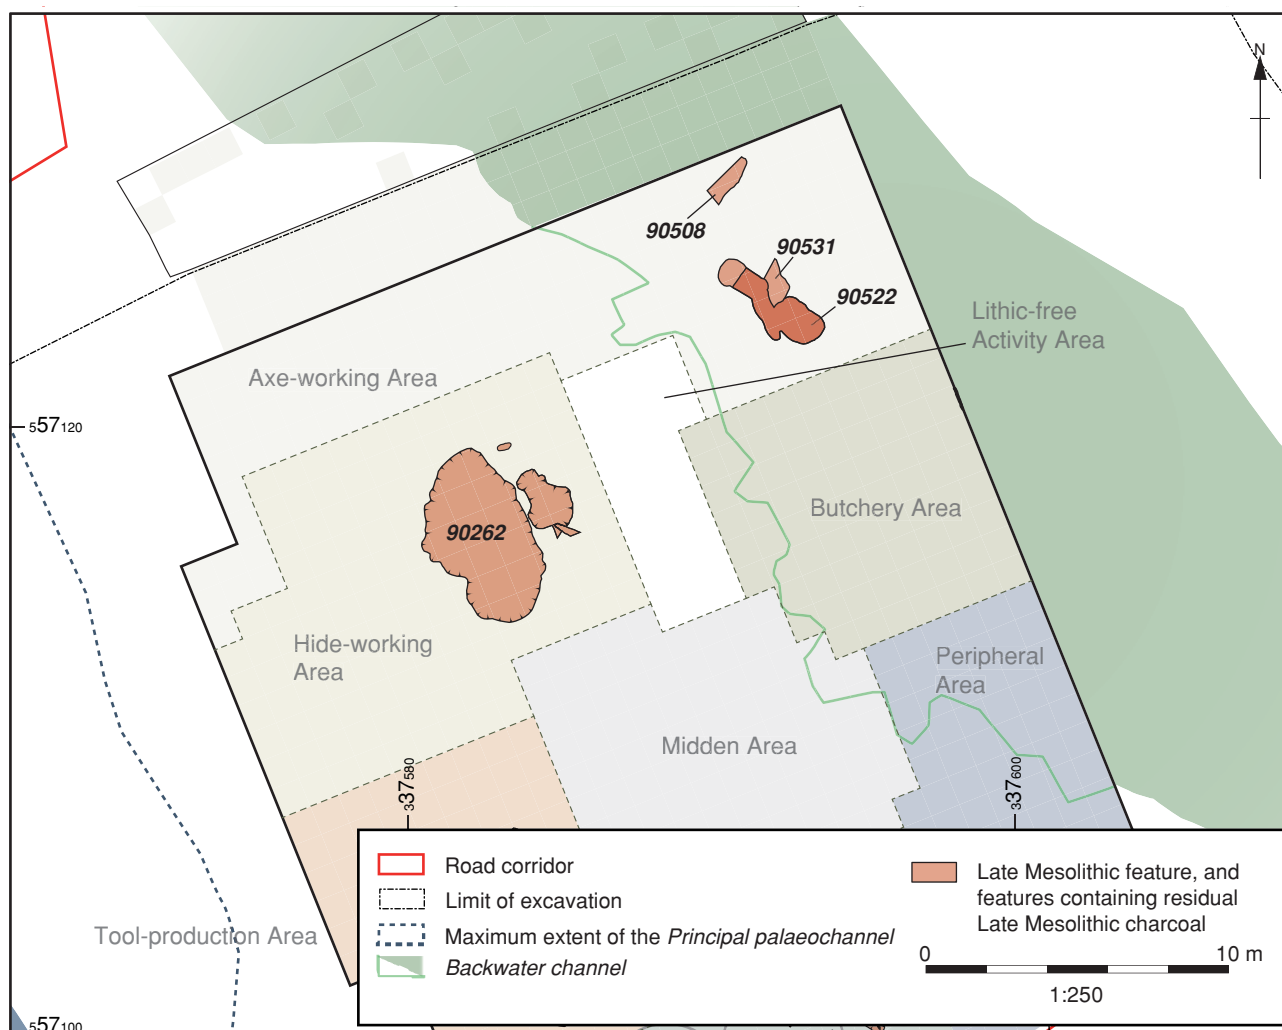 N
90508
90531
90522
Lithic-free
Activity Area
Axe-working Area
557120
90262
Butchery Area
Hide-working
Area
Peripheral
Area
Midden Area
337580
337600
Tool-production Area
557100
Road corridor
Limit of excavation
Maximum extent of the Principal palaeochannel
Backwater channel
Late Mesolithic feature, and
features containing residual
Late Mesolithic charcoal
0 10 m
1:250